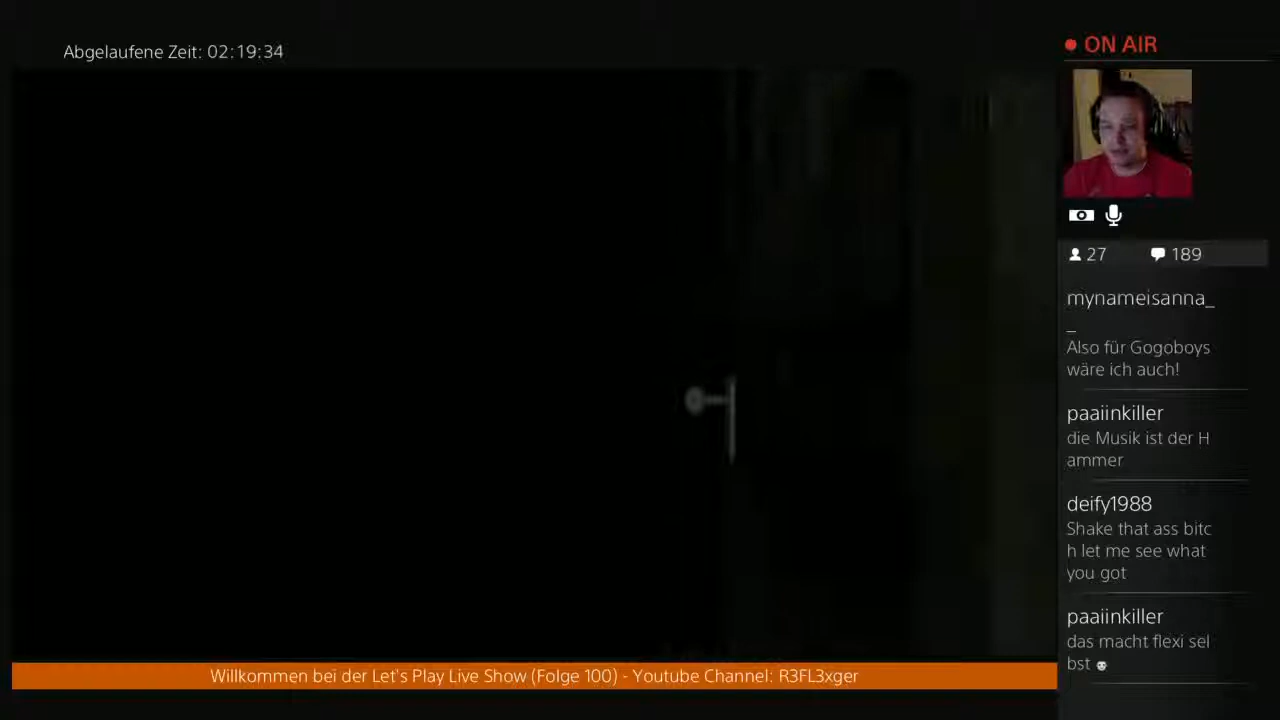 Abgelaufene Zeit: 02:19:34
ON AIR
27 189
mynameisanna_
_
Also für Gogoboys
wäre ich auch!
paaiinkiller
die Musik ist der H
ammer
deify1988
Shake that ass bitc
h let me see what
you got
paaiinkiller
das macht flexi sel
bst
Willkommen bei der Let's Play Live Show (Folge 100) - Youtube Channel: R3FL3xger